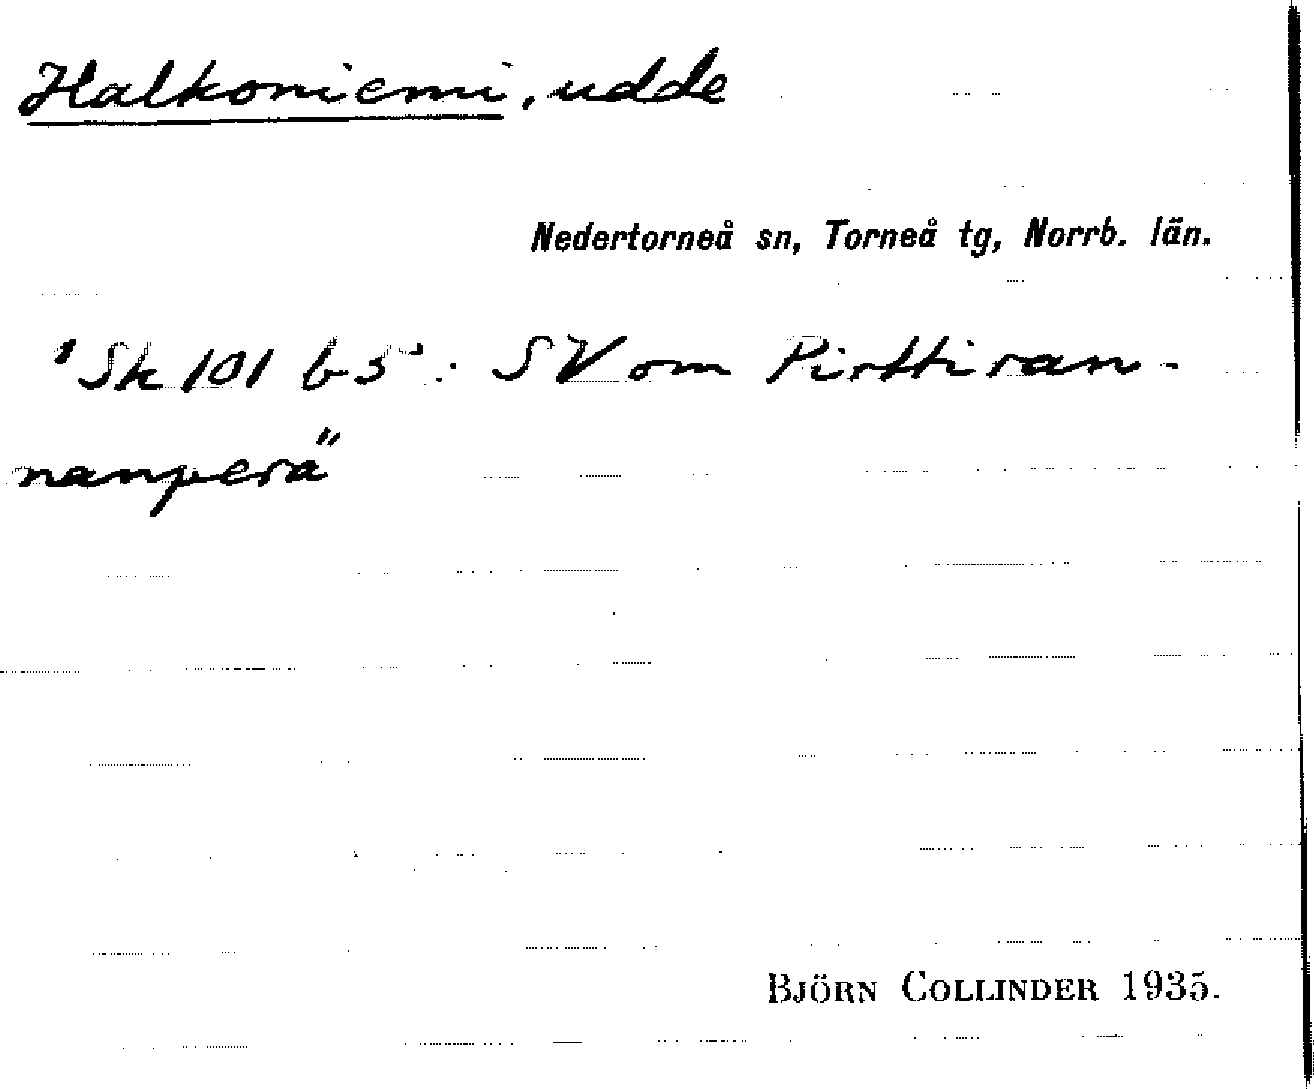 Halkoniemi, udde
Nedertorneå sn, Torneå tg, Norrb. län.
"Sk 101 b5": SV om Pirttiran-
nanperä
BJÖRN COLLINDER 1935.